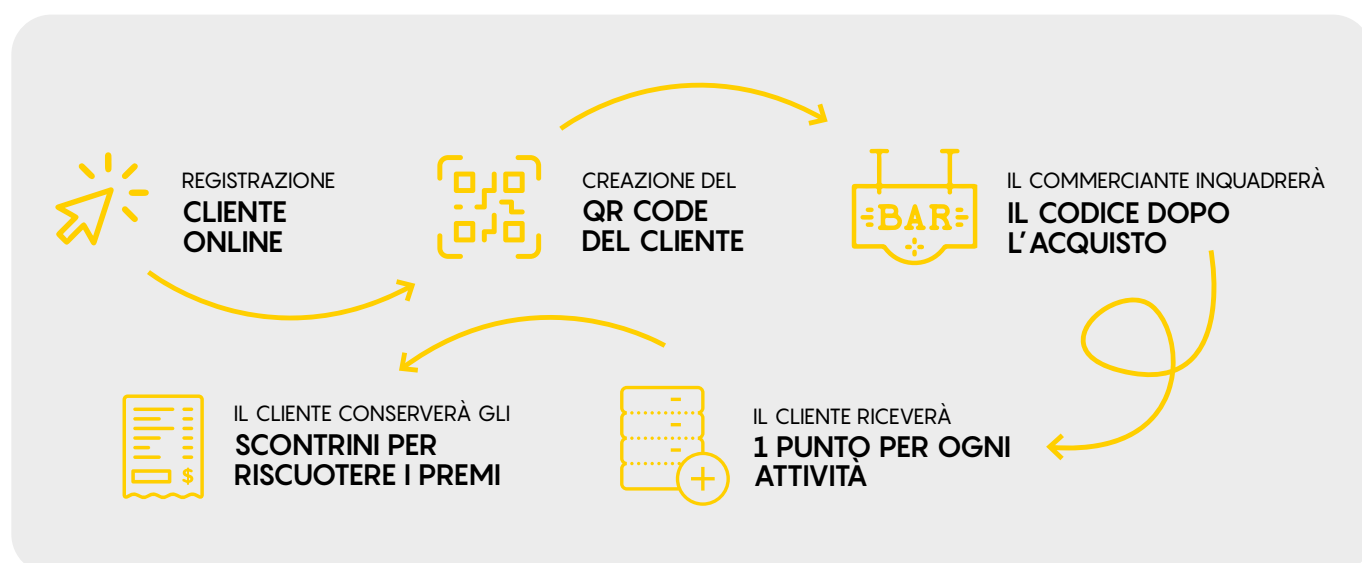 REGISTRAZIONE
CLIENTE
ONLINE
CREAZIONE DEL
QR CODE
DEL CLIENTE
BAR
IL COMMERCIANTE INQUADRERÀ
IL CODICE DOPO
L'ACQUISTO
IL CLIENTE RICEVERÀ
1 PUNTO PER OGNI
ATTIVITÀ
IL CLIENTE CONSERVERÀ GLI
SCONTRINI PER
RISCUOTERE I PREMI
$